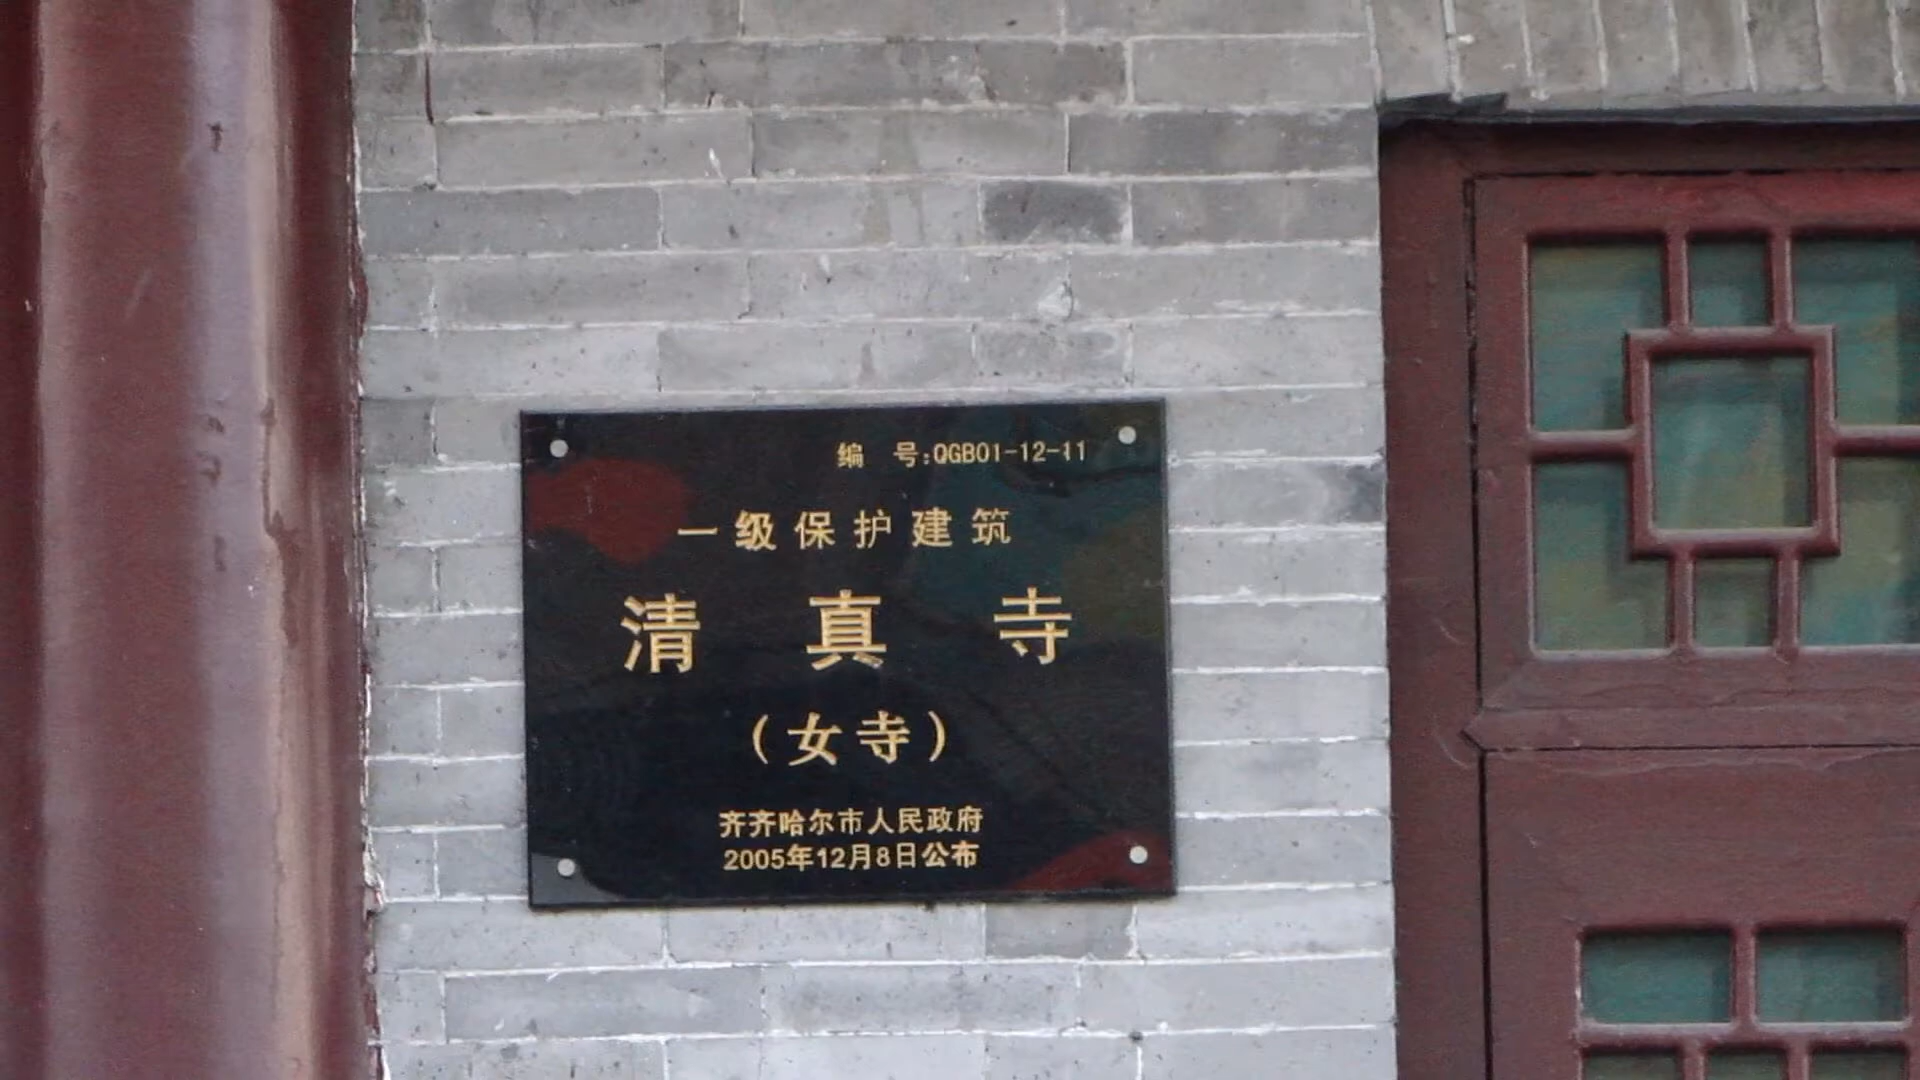 编 号:QGB01-12-11
一级保护建筑
清真寺
(女寺)
齐齐哈尔市人民政府
2005年12月8日公布